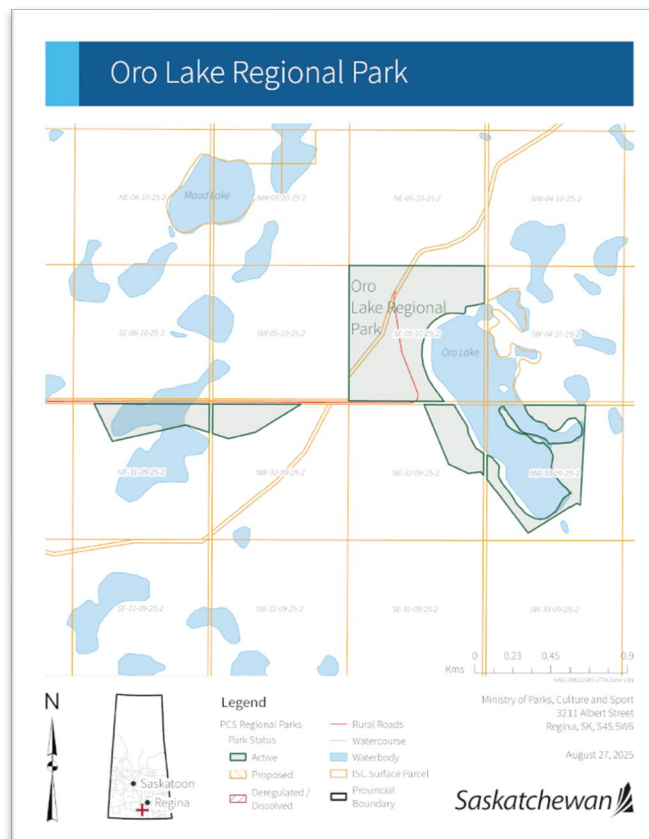 Oro Lake Regional Park
Maud Lake
NE-06-10-25-2
NW-05-10-25-2
NE-05-10-25-2
NW-04-10-25-2
Oro
Lake Regional
Park
SE-06-10-25-2
SW-05-10-25-2
SE-05-10-25-2
SW-04-10-25-2
Oro Lake
NE-31-09-25-2
NW-32-09-25-2
NE-32-09-25-2
NW-33-09-25-2
SE-31-09-25-2
SW-32-09-25-2
SE-32-09-25-2
SW-33-09-25-2
0 0.23 0.45 0.9
Kms
NAD 1983 CSRS UTM Zone 13N
N
Saskatoon
Regina
Legend
PCS Regional Parks
Park Status
Active
Proposed
Deregulated /
Dissolved
Rural Roads
Watercourse
Waterbody
ISC Surface Parcel
Provincial
Boundary
Ministry of Parks, Culture and Sport
3211 Albert Street
Regina, SK, S4S 5W6
August 27, 2025
Saskatchewan